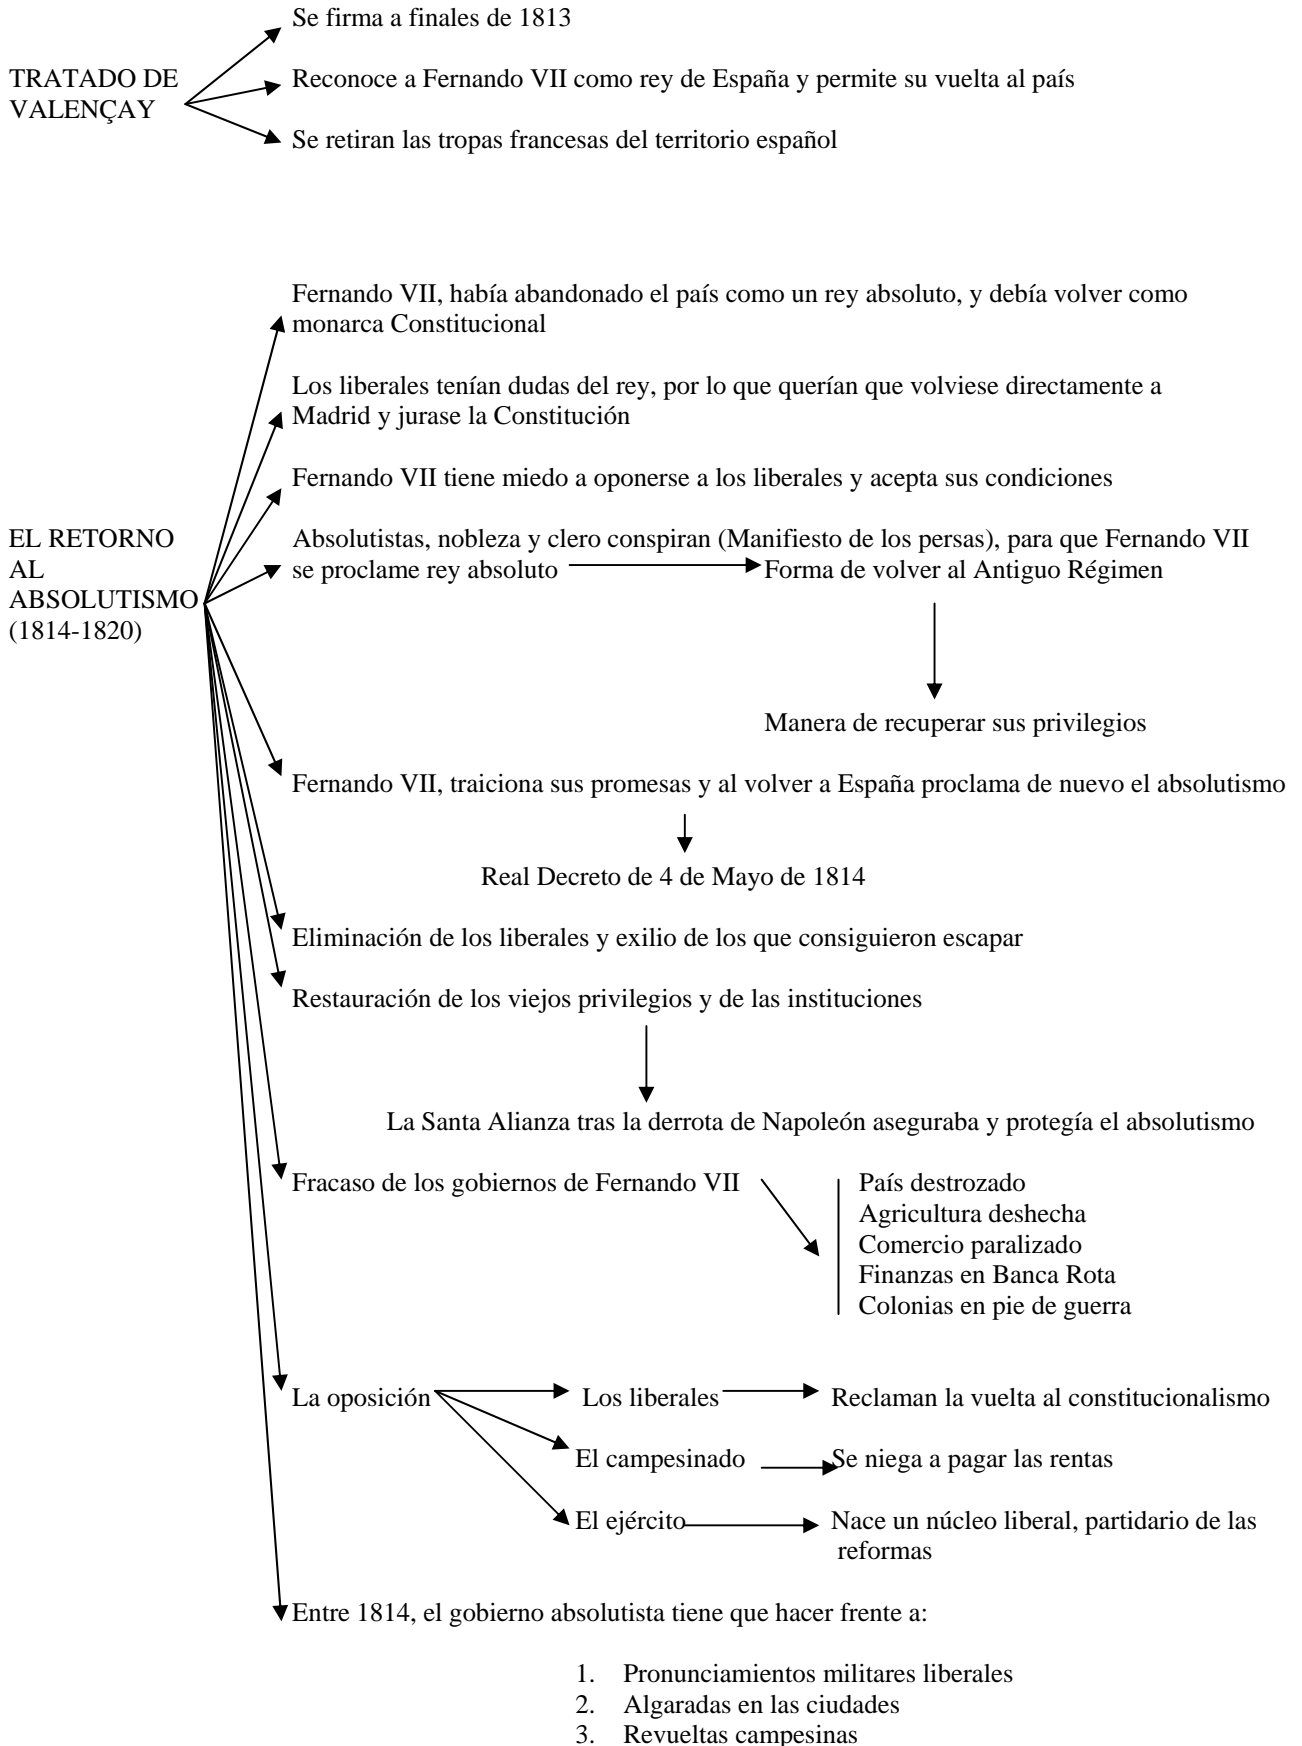 Se firma a finales de 1813
TRATADO DE
VALENÇAY
Reconoce a Fernando VII como rey de España y permite su vuelta al país
Se retiran las tropas francesas del territorio español
Fernando VII, había abandonado el país como un rey absoluto, y debía volver como
monarca Constitucional
Los liberales tenían dudas del rey, por lo que querían que volviese directamente a
Madrid y jurase la Constitución
Fernando VII tiene miedo a oponerse a los liberales y acepta sus condiciones
EL RETORNO
AL
ABSOLUTISMO
(1814-1820)
Absolutistas, nobleza y clero conspiran (Manifiesto de los persas), para que Fernando VII
se proclame rey absoluto
Forma de volver al Antiguo Régimen
Manera de recuperar sus privilegios
Fernando VII, traiciona sus promesas y al volver a España proclama de nuevo el absolutismo
Real Decreto de 4 de Mayo de 1814
Eliminación de los liberales y exilio de los que consiguieron escapar
Restauración de los viejos privilegios y de las instituciones
La Santa Alianza tras la derrota de Napoleón aseguraba y protegía el absolutismo
Fracaso de los gobiernos de Fernando VII
País destrozado
Agricultura deshecha
Comercio paralizado
Finanzas en Banca Rota
Colonias en pie de guerra
La oposición
Los liberales
Reclaman la vuelta al constitucionalismo
El campesinado
Se niega a pagar las rentas
El ejército
Nace un núcleo liberal, partidario de las
reformas
Entre 1814, el gobierno absolutista tiene que hacer frente a:
1. Pronunciamientos militares liberales
2. Algaradas en las ciudades
3. Revueltas campesinas